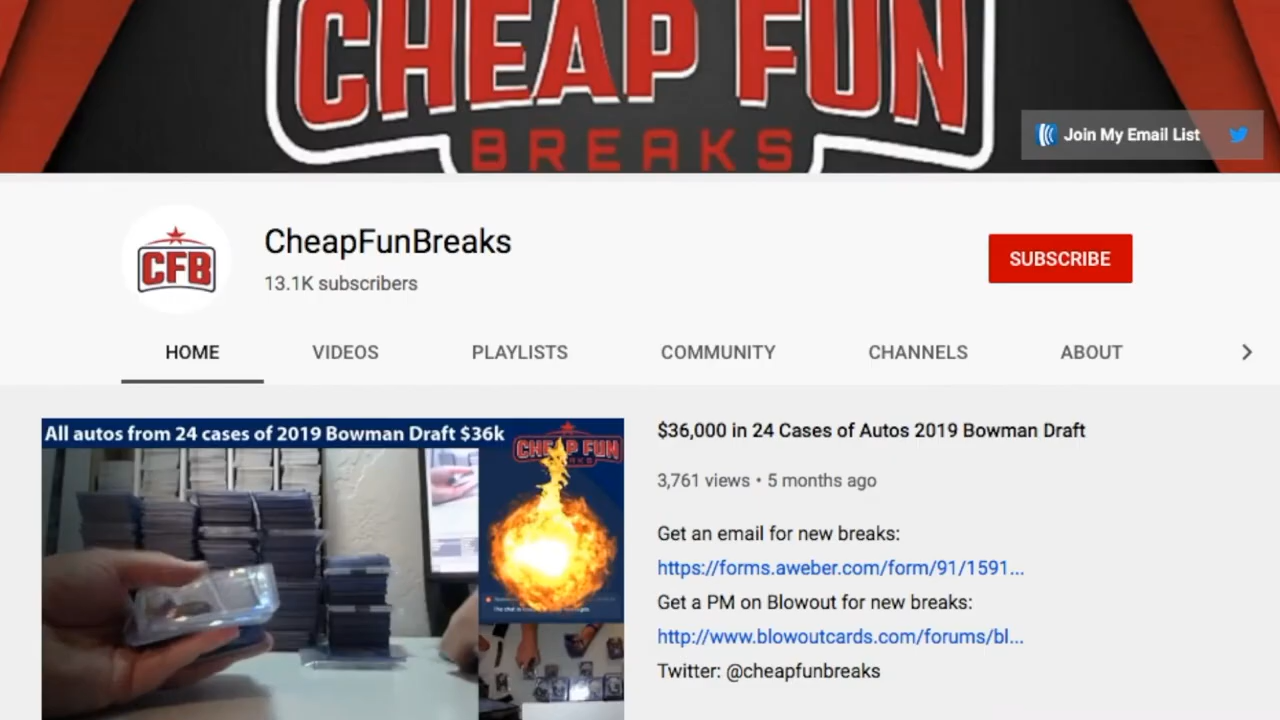 CHEAP FUN
BREAKS
Join My Email List
CFB
CheapFunBreaks
13.1K subscribers
SUBSCRIBE
HOME
VIDEOS
PLAYLISTS
COMMUNITY
CHANNELS
ABOUT
All autos from 24 cases of 2019 Bowman Draft $36k
CHEAP FUN
BREAKS
$36,000 in 24 Cases of Autos 2019 Bowman Draft
3,761 views • 5 months ago
Get an email for new breaks:
https://forms.aweber.com/form/91/1591...
Get a PM on Blowout for new breaks:
http://www.blowoutcards.com/forums/bl...
Twitter: @cheapfunbreaks